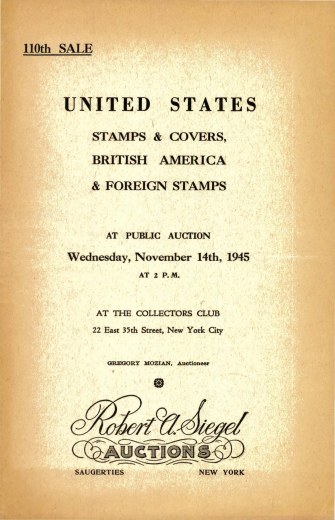 110th SALE
UNITED STATES
STAMPS & COVERS,
BRITISH AMERICA
& FOREIGN STAMPS
AT PUBLIC AUCTION
Wednesday, November 14th, 1945
AT 2 P. M.
AT THE COLLECTORS CLUB
22 East 35th Street, New York City
GREGORY MOZIAN, Auctioneer
Robert A. Siegel
AUCTIONS
SAUGERTIES NEW YORK